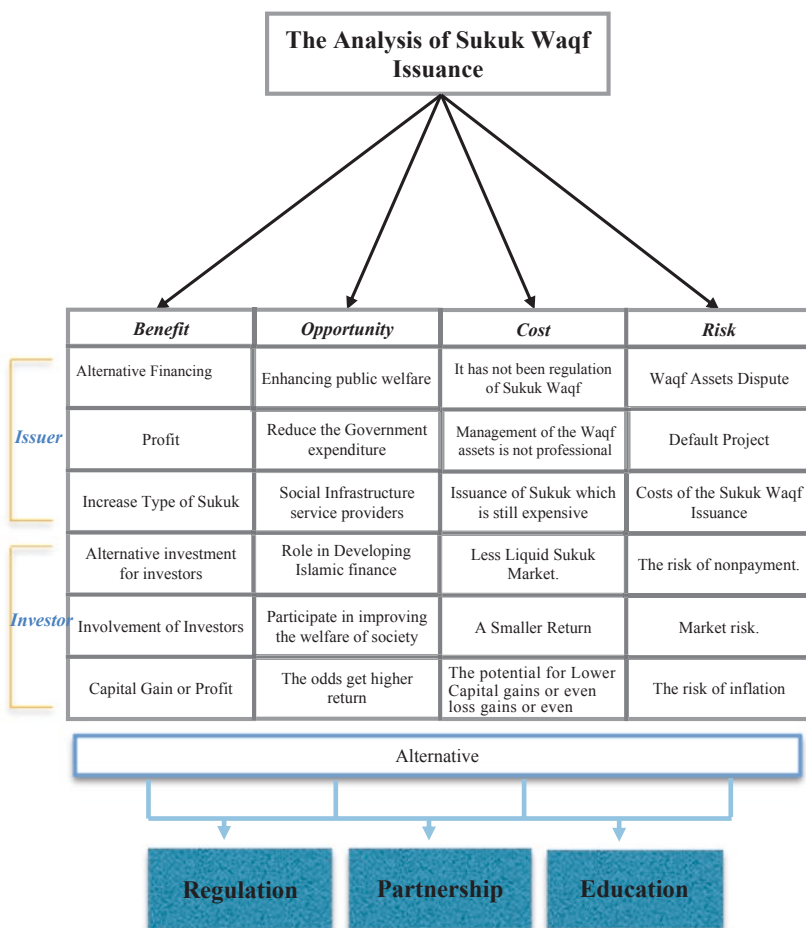 The Analysis of Sukuk Waqf
Issuance
Benefit
Opportunity
Cost
Risk
Issuer
Alternative Financing
Enhancing public welfare
It has not been regulation
of Sukuk Waqf
Waqf Assets Dispute
Profit
Reduce the Government
expenditure
Management of the Waqf
assets is not professional
Default Project
Increase Type of Sukuk
Social Infrastructure
service providers
Issuance of Sukuk which
is still expensive
Costs of the Sukuk Waqf
Issuance
Investor
Alternative investment
for investors
Role in Developing
Islamic finance
Less Liquid Sukuk
Market.
The risk of nonpayment.
Involvement of Investors
Participate in improving
the welfare of society
A Smaller Return
Market risk.
Capital Gain or Profit
The odds get higher
return
The potential for Lower
Capital gains or even
loss gains or even
The risk of inflation
Alternative
Regulation
Partnership
Education